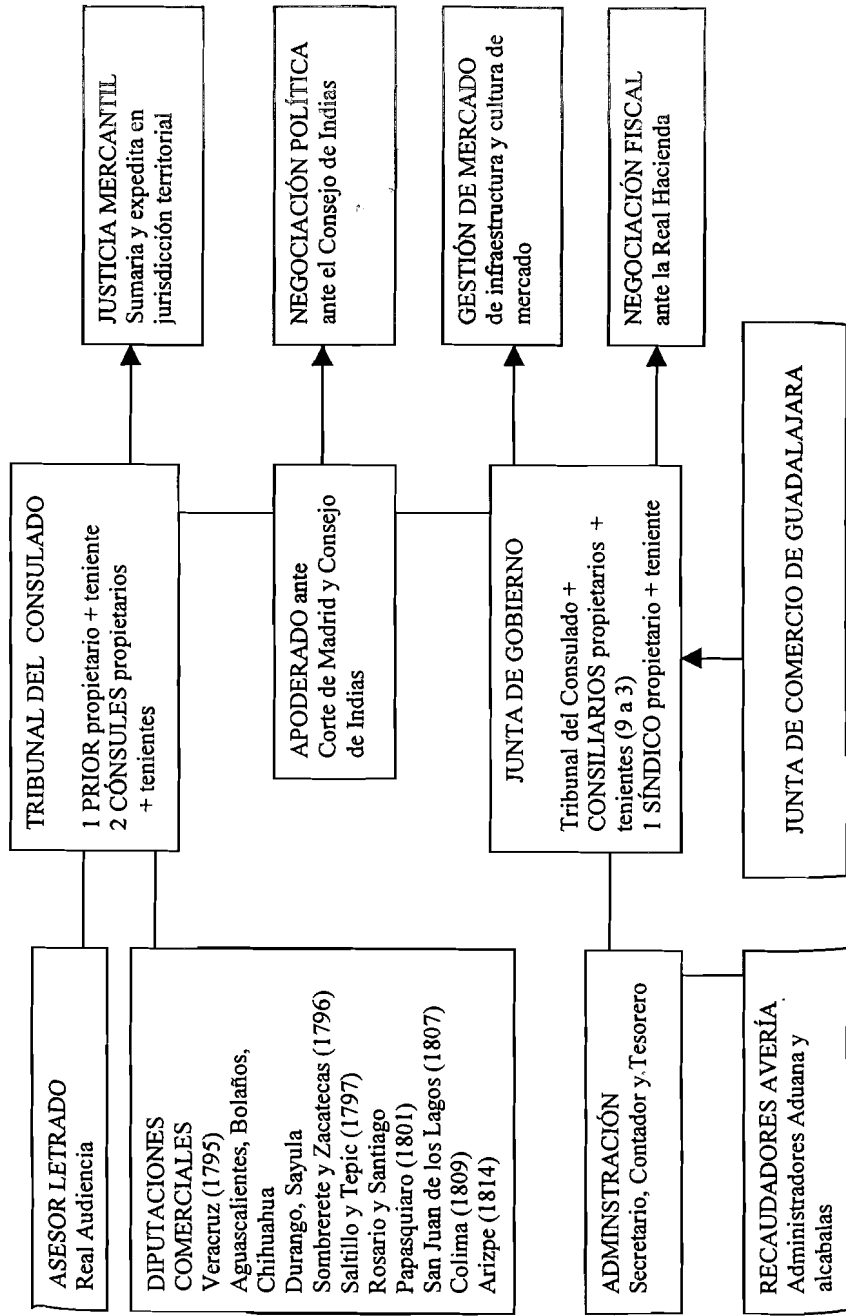 ASESOR LETRADO
Real Audiencia
DIPUTACIONES
COMERCIALES
Veracruz (1795)
Aguascalientes, Bolaños,
Chihuahua
Durango, Sayula
Sombrerete y Zacatecas (1796)
Saltillo y Tepic (1797)
Rosario y Santiago
Papasquiaro (1801)
San Juan de los Lagos (1807)
Colima (1809)
Arizpe (1814)
ADMINSTRACIÓN
Secretario, Contador y Tesorero
RECAUDADORES AVERÍA
Administradores Aduana y
alcabalas
TRIBUNAL DEL CONSULADO
1 PRIOR propietario + teniente
2 CÓNSULES propietarios
+ tenientes
APODERADO ante
Corte de Madrid y Consejo
de Indias
JUNTA DE GOBIERNO
Tribunal del Consulado +
CONSILIARIOS propietarios +
tenientes (9 a 3)
1 SÍNDICO propietario + teniente
JUNTA DE COMERCIO DE GUADALAJARA
JUSTICIA MERCANTIL
Sumaria y expedita en
jurisdicción territorial
NEGOCIACIÓN POLÍTICA
ante el Consejo de Indias
GESTIÓN DE MERCADO
de infraestructura y cultura de
mercado
NEGOCIACIÓN FISCAL
ante la Real Hacienda